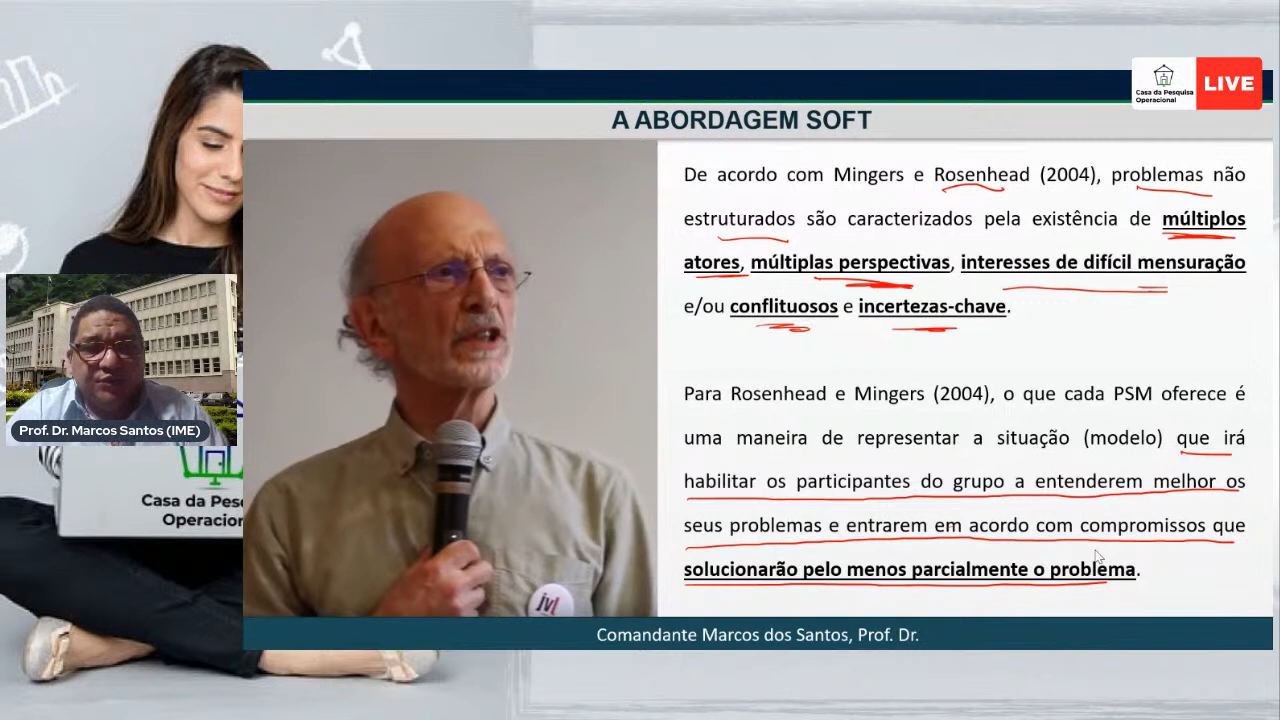 Casa da Pesquisa
Operacional
LIVE
A ABORDAGEM SOFT
De acordo com Mingers e Rosenhead (2004), problemas não
estruturados são caracterizados pela existência de múltiplos
atores, múltiplas perspectivas, interesses de difícil mensuração
e/ou conflituosos e incertezas-chave.
Para Rosenhead e Mingers (2004), o que cada PSM oferece é
uma maneira de representar a situação (modelo) que irá
habilitar os participantes do grupo a entenderem melhor os
seus problemas e entrarem em acordo com compromissos que
solucionarão pelo menos parcialmente o problema.
jvl
Prof. Dr. Marcos Santos (IME)
Casa da Pes
Operacion
Comandante Marcos dos Santos, Prof. Dr.